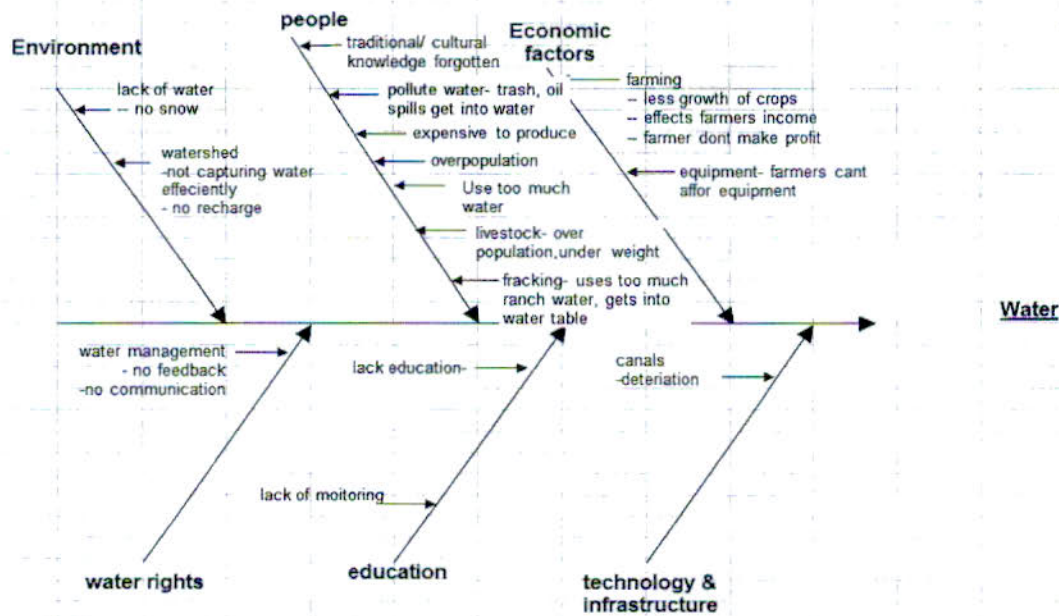 Environment
lack of water
-- no snow
watershed
-not capturing water
effeciently
- no recharge
people
traditional/ cultural
knowledge forgotten
pollute water- trash, oil
spills get into water
expensive to produce
overpopulation
Use too much
water
livestock- over
population,under weight
fracking- uses too much
ranch water, gets into
water table
Economic
factors
farming
-- less growth of crops
-- effects farmers income
-- farmer dont make profit
equipment- farmers cant
affor equipment
Water
water management
- no feedback
-no communication
water rights
lack education-
lack of moitoring
education
canals
-deteriation
technology &
infrastructure